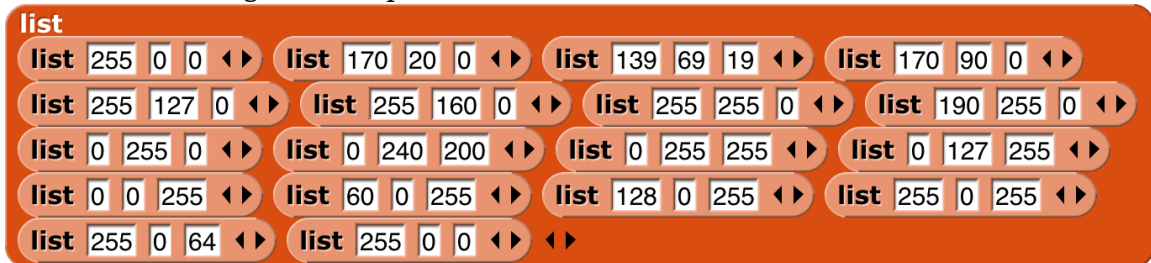 list
list 255 0 0 list 170 20 0 list 139 69 19 list 170 90 0
list 255 127 0 list 255 160 0 list 255 255 0 list 190 255 0
list 0 255 0 list 0 240 200 list 0 255 255 list 0 127 255
list 0 0 255 list 60 0 255 list 128 0 255 list 255 0 255
list 255 0 64 list 255 0 0